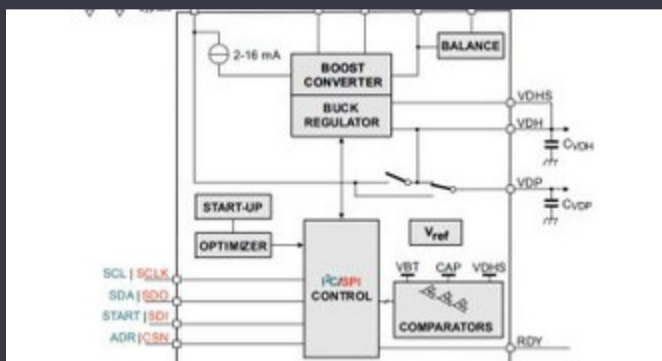 2-16 mA
BALANCE
BOOST
CONVERTER
BUCK
REGULATOR
VDHS
VDH
CVDH
VDP
CVDP
START-UP
OPTIMIZER
Vref
SCL | SCLK
SDA | SDO
START | SDI
ADR | CSN
I²C/SPI
CONTROL
VBT CAP VDHS
COMPARATORS
RDY